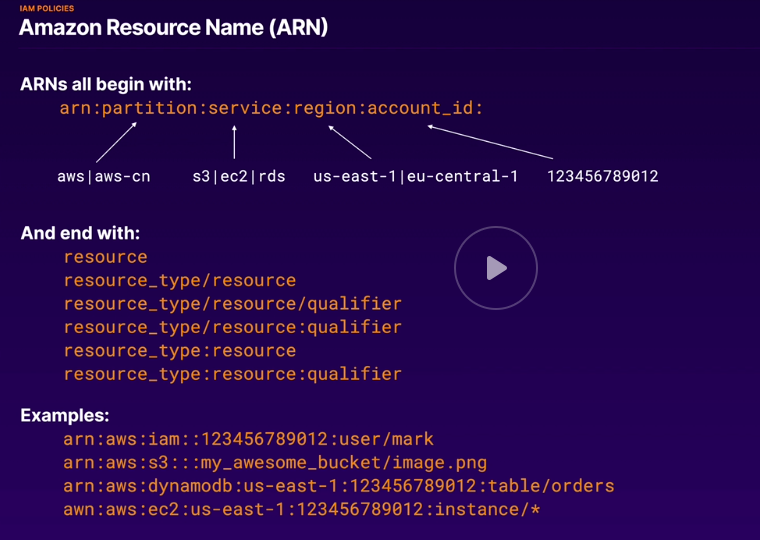 IAM POLICIES
Amazon Resource Name (ARN)
ARNs all begin with:
arn:partition:service:region:account_id:
aws|aws-cn s3|ec2|rds us-east-1|eu-central-1 123456789012
And end with:
resource
resource_type/resource
resource_type/resource/qualifier
resource_type/resource:qualifier
resource_type:resource
resource_type:resource:qualifier
Examples:
arn:aws:iam::123456789012:user/mark
arn:aws:s3:::my_awesome_bucket/image.png
arn:aws:dynamodb:us-east-1:123456789012:table/orders
awn:aws:ec2:us-east-1:123456789012:instance/*